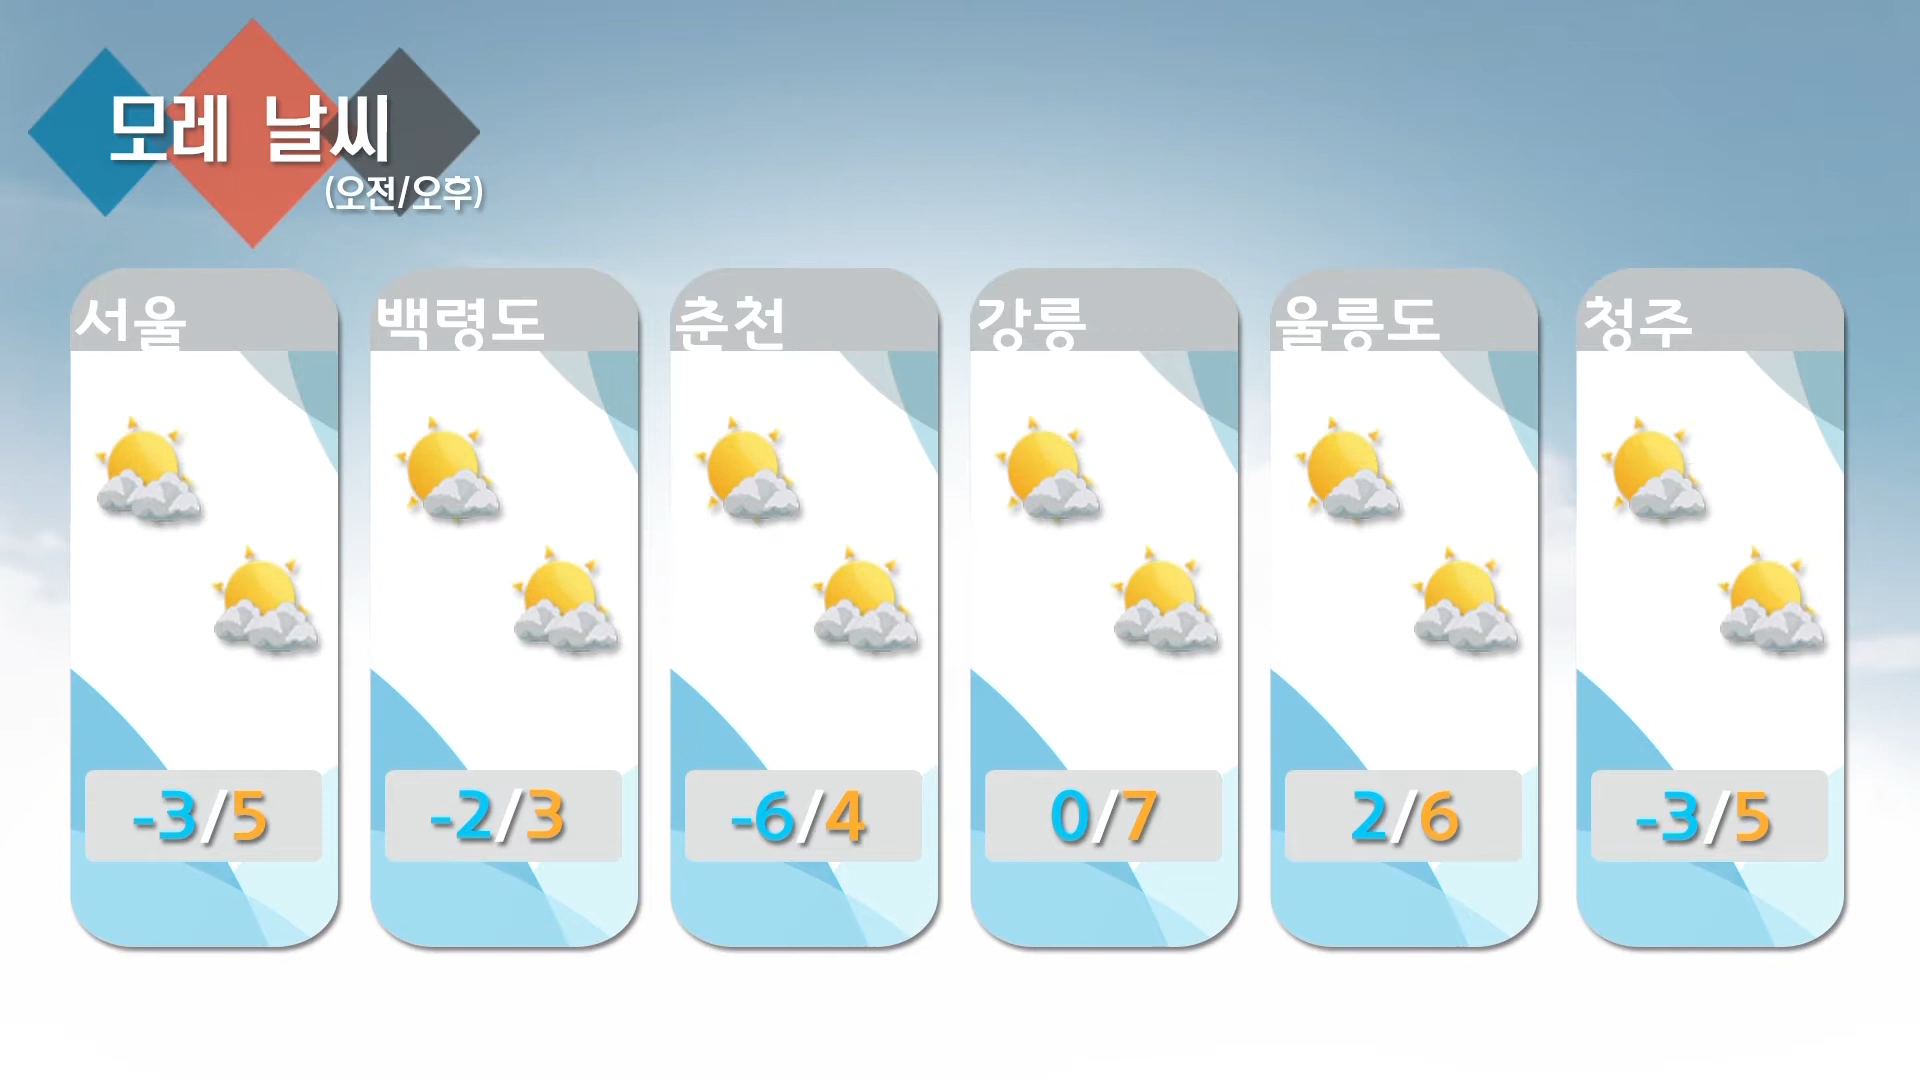 모레 날씨
(오전/오후)
서울
백령도
춘천
강릉
울릉도
청주
-3/5
-2/3
-6/4
0/7
2/6
-3/5